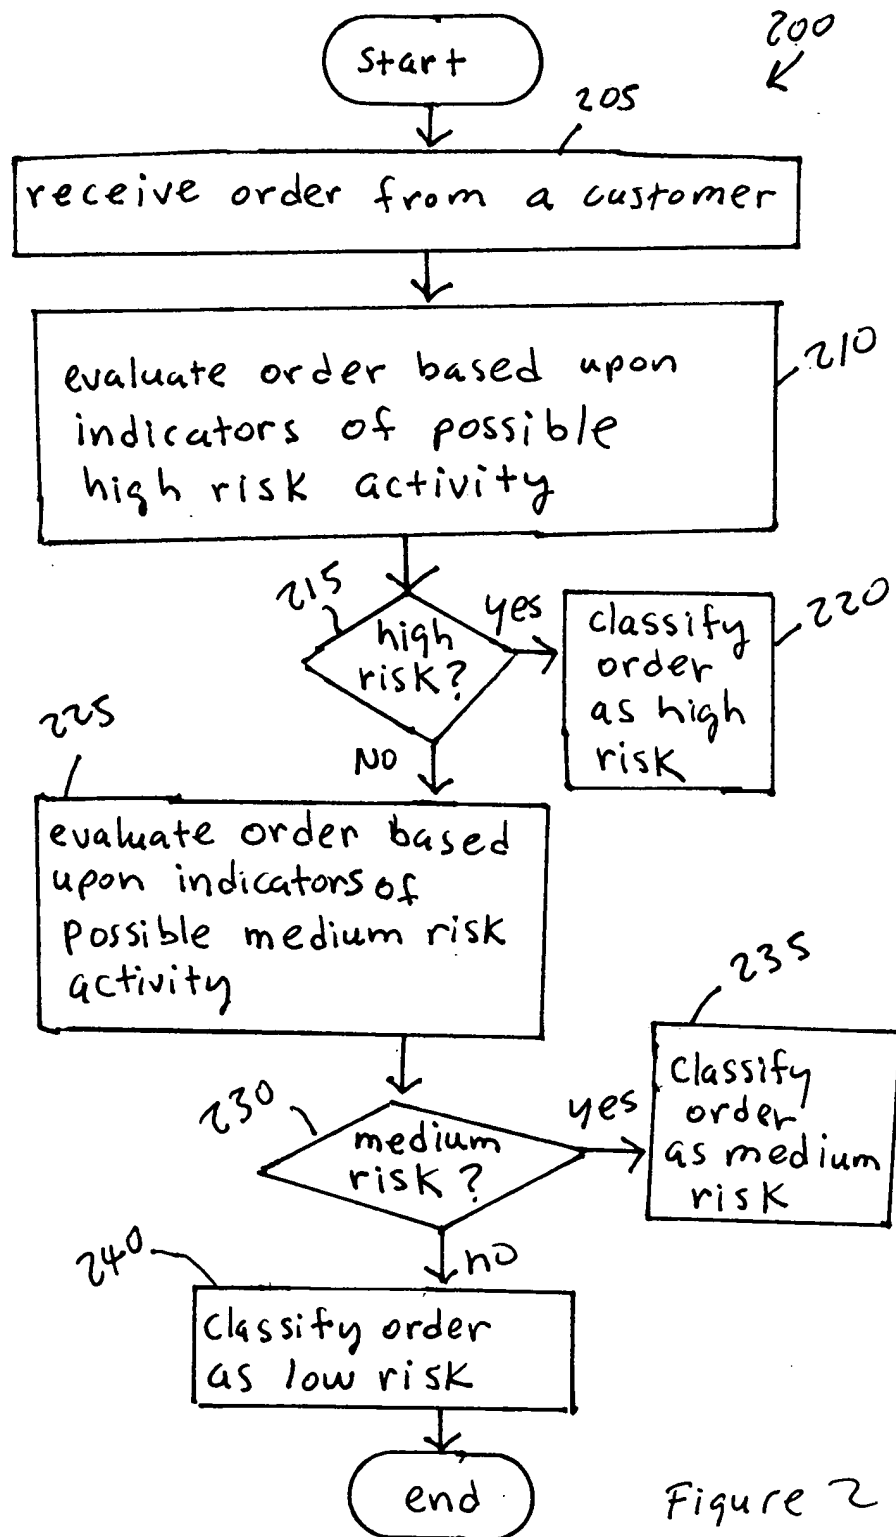 200
start
205
receive order from a customer
210
evaluate order based upon
indicators of possible
high risk activity
215
high
risk?
yes
220
classify
order
as high
risk
NO
225
evaluate order based
upon indicators of
possible medium risk
activity
230
medium
risk?
yes
235
classify
order
as medium
risk
no
240
classify order
as low risk
end
Figure 2